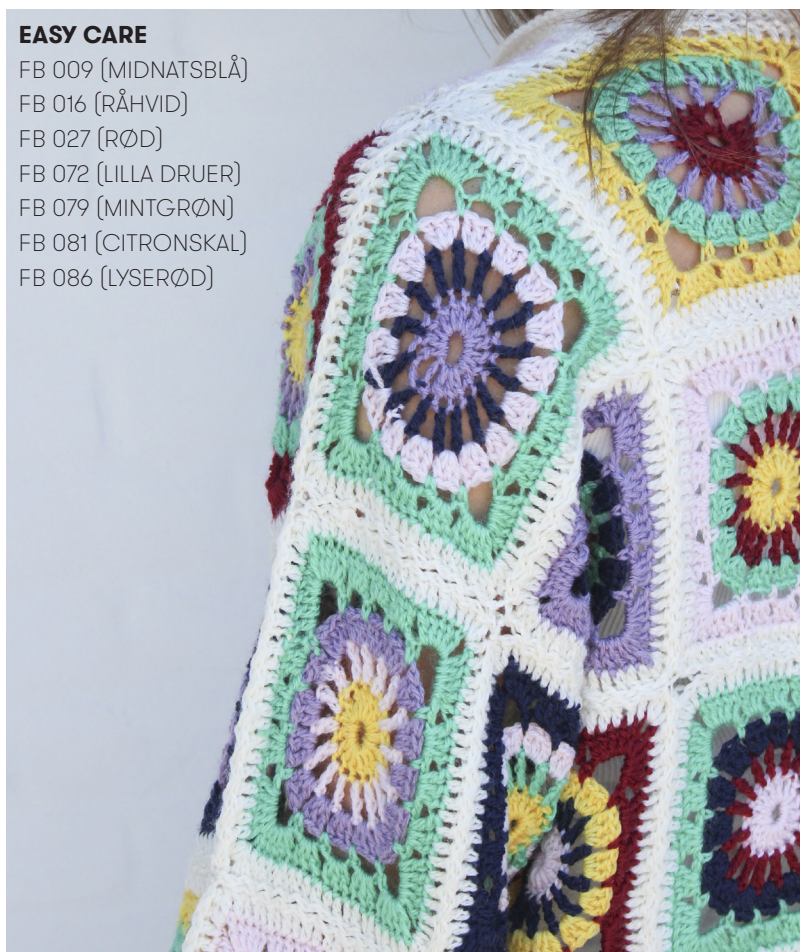 EASY CARE
FB 009 (MIDNATSBLÅ)
FB 016 (RÅHVID)
FB 027 (RØD)
FB 072 (LILLA DRUER)
FB 079 (MINTGRØN)
FB 081 (CITRONSKAL)
FB 086 (LYSERØD)